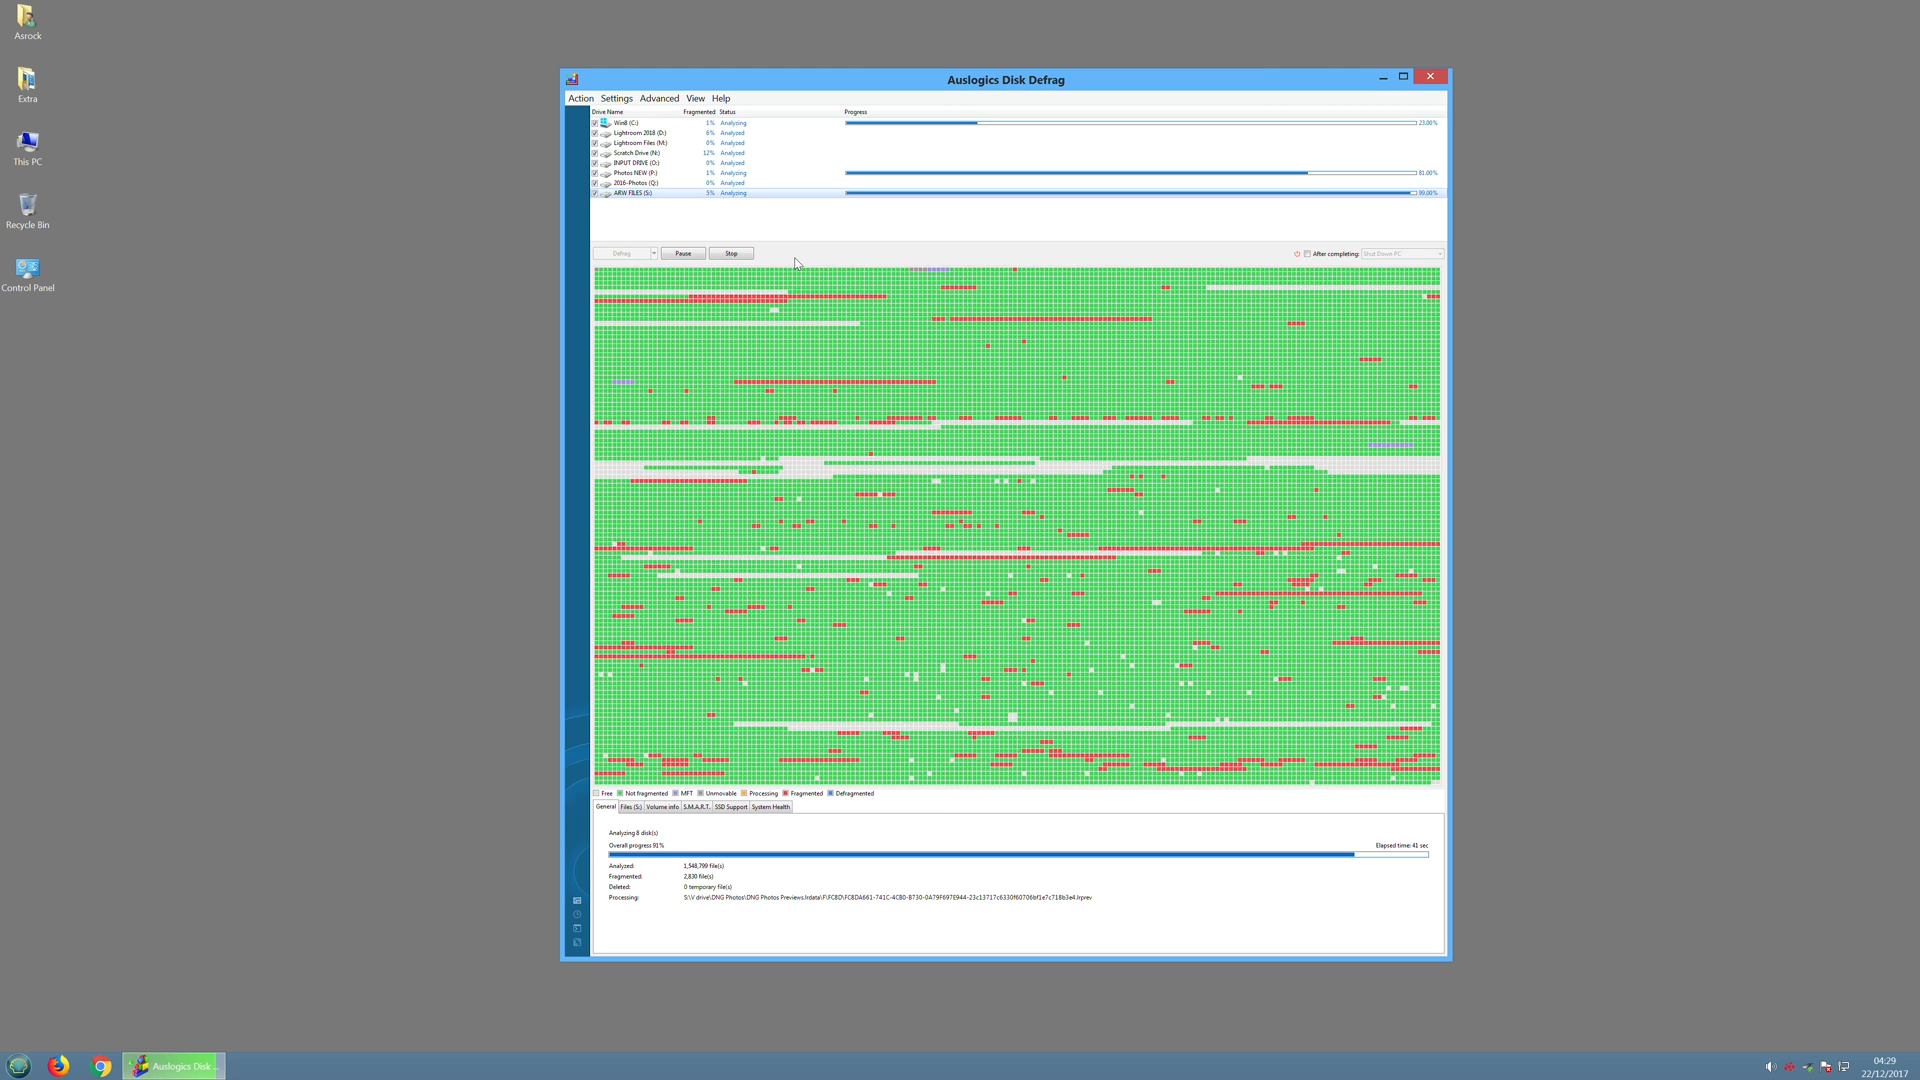 Asrock
Extra
This PC
Recycle Bin
Control Panel
Auslogics Disk Defrag
Action Settings Advanced View Help
Drive Name Fragmented Status Progress
Win8 (C:) 1% Analyzing 23.00%
Lightroom 2018 (D:) 6% Analyzed
Lightroom Files (M:) 0% Analyzed
Scratch Drive (N:) 12% Analyzed
INPUT DRIVE (O:) 0% Analyzed
Photos NEW (P:) 1% Analyzing 81.00%
2016-Photos (Q:) 0% Analyzed
ARW FILES (S:) 5% Analyzing 99.00%
Defrag Pause Stop After completing: Shut Down PC
Free Not fragmented MFT Unmovable Processing Fragmented Defragmented
General Files (S:) Volume info S.M.A.R.T. SSD Support System Health
Analyzing 8 disk(s)
Overall progress 91% Elapsed time: 41 sec
Analyzed: 1,548,799 file(s)
Fragmented: 2,830 file(s)
Deleted: 0 temporary file(s)
Processing:
Auslogics Disk ...
04:29
22/12/2017